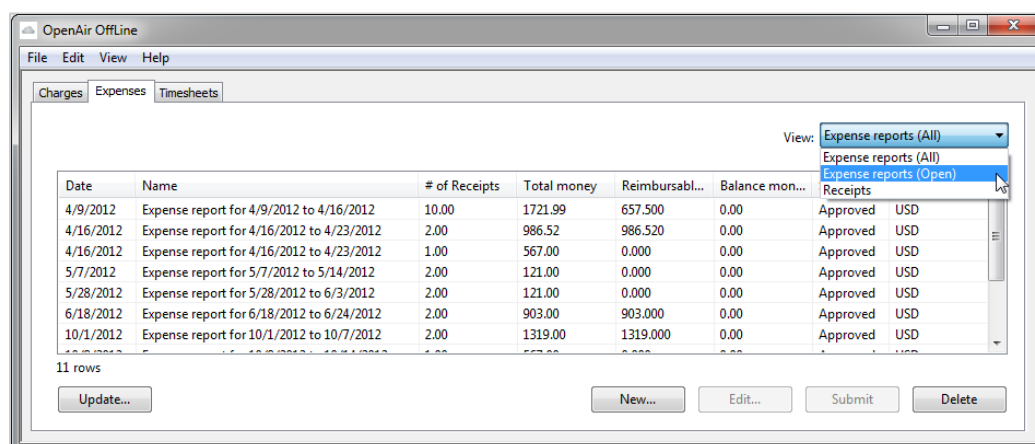 OpenAir OffLine
File Edit View Help
Charges Expenses Timesheets
View: Expense reports (All)
Expense reports (All)
Expense reports (Open)
Receipts
Date Name # of Receipts Total money Reimbursabl... Balance mon...
4/9/2012 Expense report for 4/9/2012 to 4/16/2012 10.00 1721.99 657.500 0.00 Approved USD
4/16/2012 Expense report for 4/16/2012 to 4/23/2012 2.00 986.52 986.520 0.00 Approved USD
4/16/2012 Expense report for 4/16/2012 to 4/23/2012 1.00 567.00 0.000 0.00 Approved USD
5/7/2012 Expense report for 5/7/2012 to 5/14/2012 2.00 121.00 0.000 0.00 Approved USD
5/28/2012 Expense report for 5/28/2012 to 6/3/2012 2.00 121.00 0.000 0.00 Approved USD
6/18/2012 Expense report for 6/18/2012 to 6/24/2012 2.00 903.00 903.000 0.00 Approved USD
10/1/2012 Expense report for 10/1/2012 to 10/7/2012 2.00 1319.00 1319.000 0.00 Approved USD
11 rows
Update... New... Edit... Submit Delete